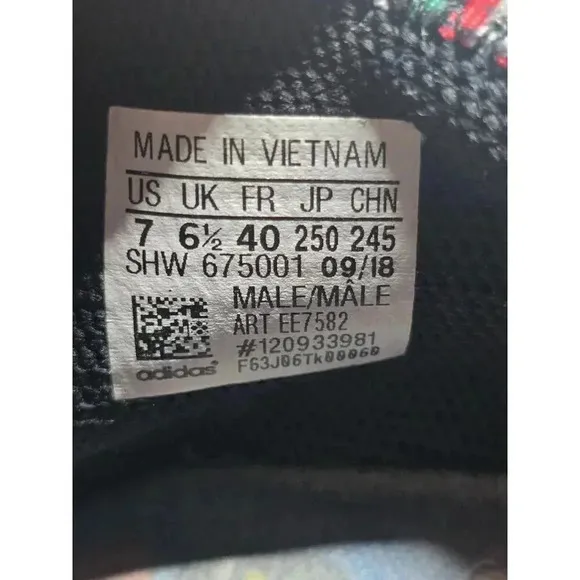 MADE IN VIETNAM
US UK FR JP CHN
7 6½ 40 250 245
SHW 675001 09/18
MALE/MÂLE
ART EE7582
#120933981
adidas F63J06Tk00060